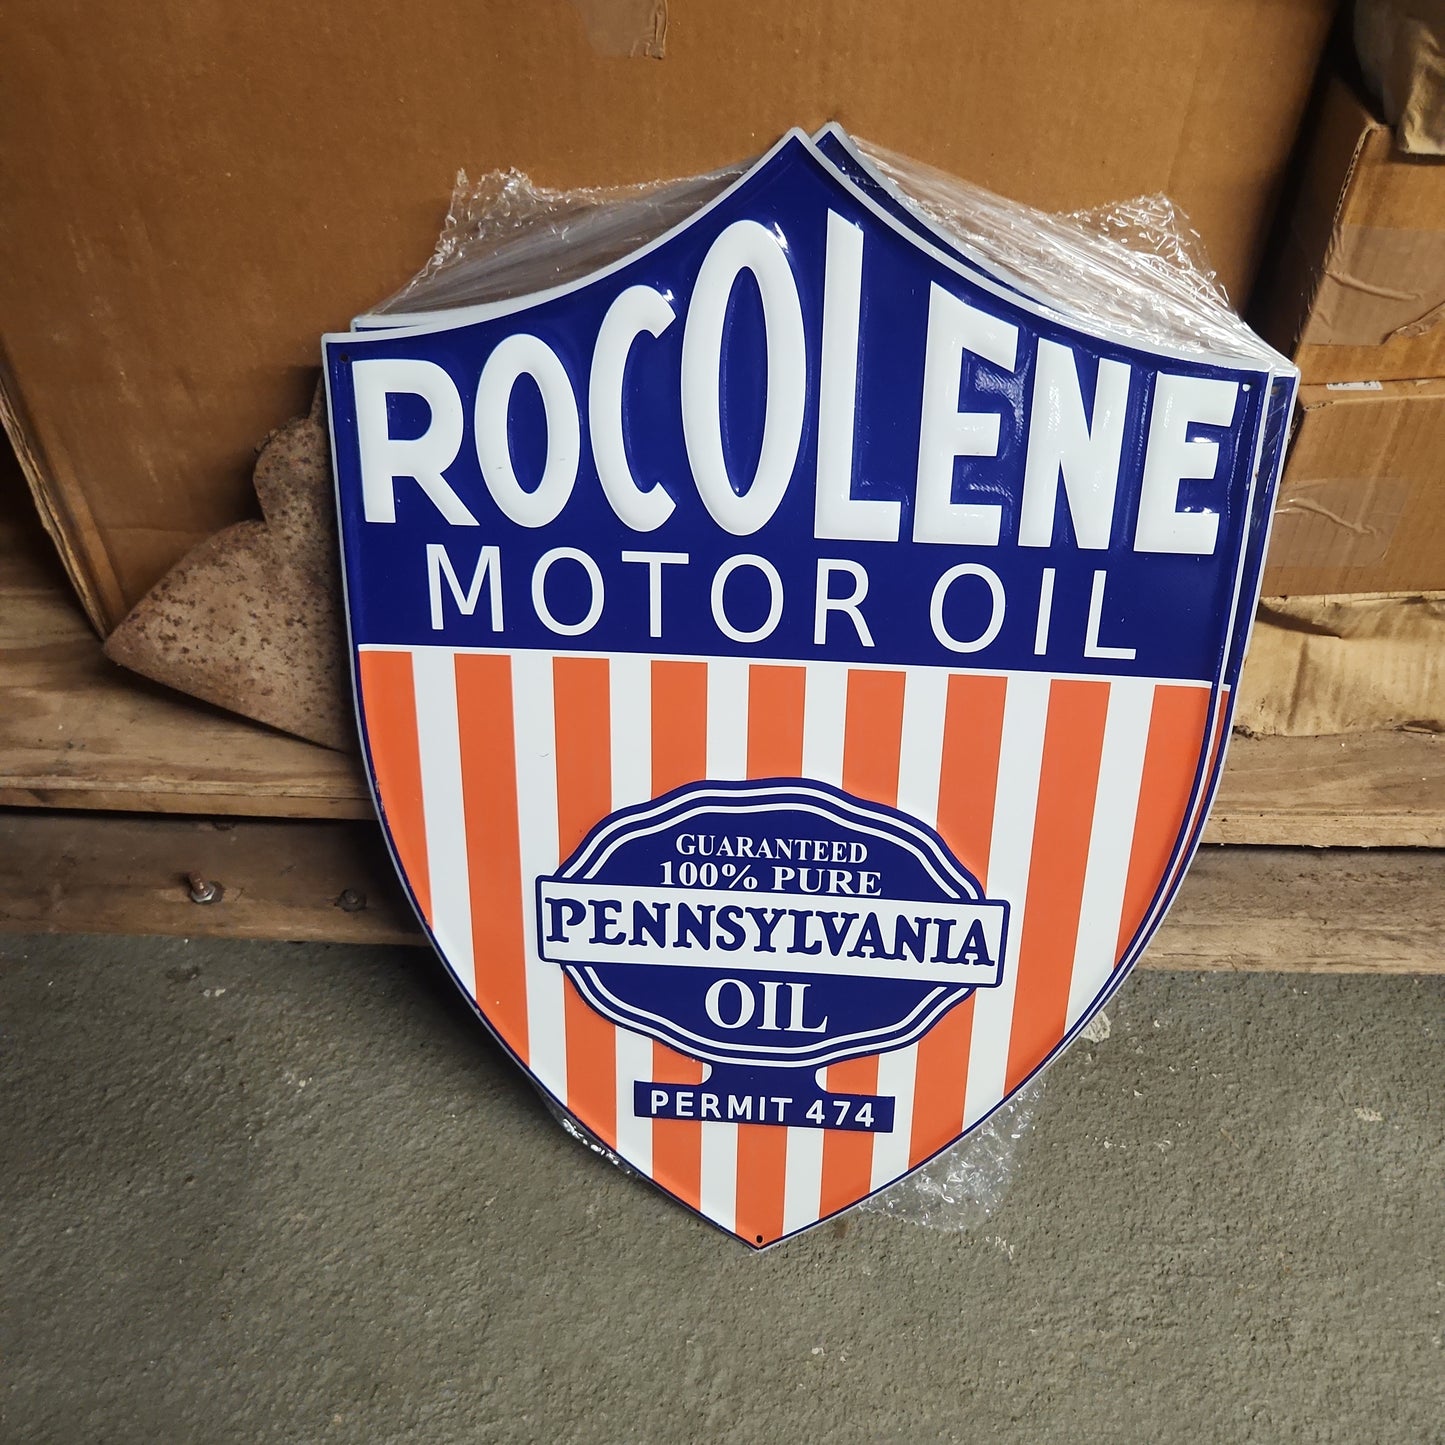 ROCOLENE
MOTOR OIL
GUARANTEED
100% PURE
PENNSYLVANIA
OIL
PERMIT 474